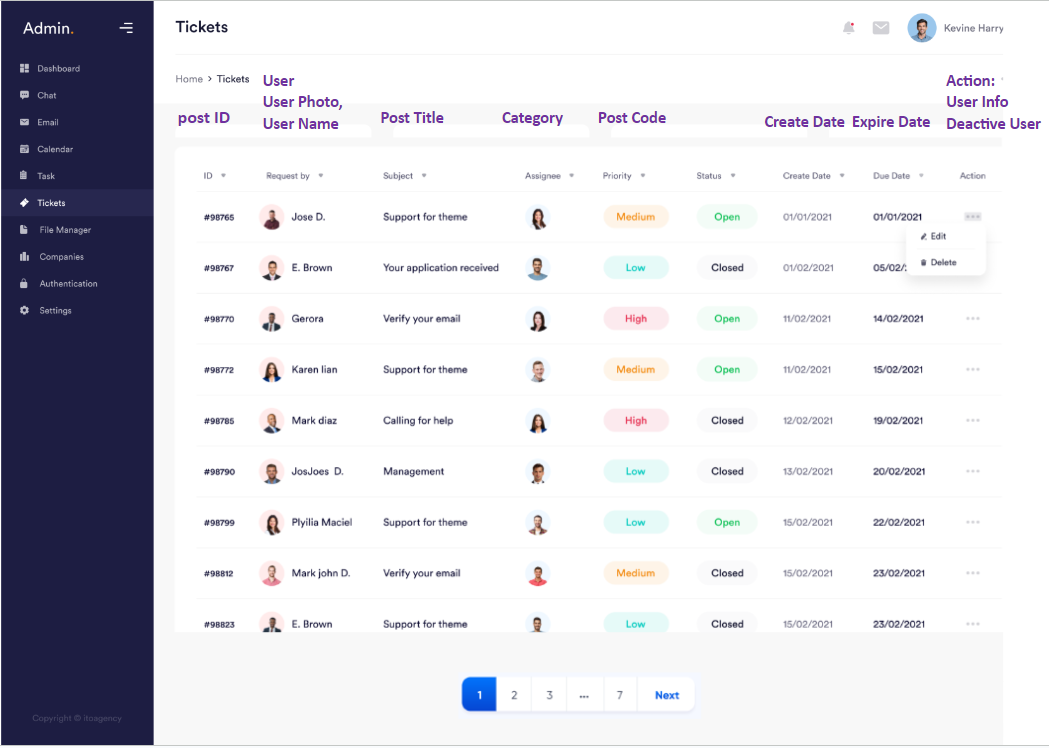 Admin.
Tickets
Kevine Harry
Dashboard
Chat
Email
Calendar
Task
Tickets
File Manager
Companies
Authentication
Settings
Copyright © itoagency
Home > Tickets
post ID
User
User Photo,
User Name
Post Title
Category
Post Code
Create Date
Expire Date
Action:
User Info
Deactive User
ID Request by Subject Assignee Priority Status Create Date Due Date Action
#98765 Jose D. Support for theme Medium Open 01/01/2021 01/01/2021
Edit
Delete
#98767 E. Brown Your application received Low Closed 01/02/2021 05/02/
#98770 Gerora Verify your email High Open 11/02/2021 14/02/2021
#98772 Karen lian Support for theme Medium Open 11/02/2021 15/02/2021
#98785 Mark diaz Calling for help High Closed 12/02/2021 19/02/2021
#98790 JosJoes D. Management Low Closed 13/02/2021 20/02/2021
#98799 Plyilia Maciel Support for theme Low Open 15/02/2021 22/02/2021
#98812 Mark john D. Verify your email Medium Closed 15/02/2021 23/02/2021
#98823 E. Brown Support for theme Low Closed 15/02/2021 23/02/2021
1 2 3 ... 7 Next